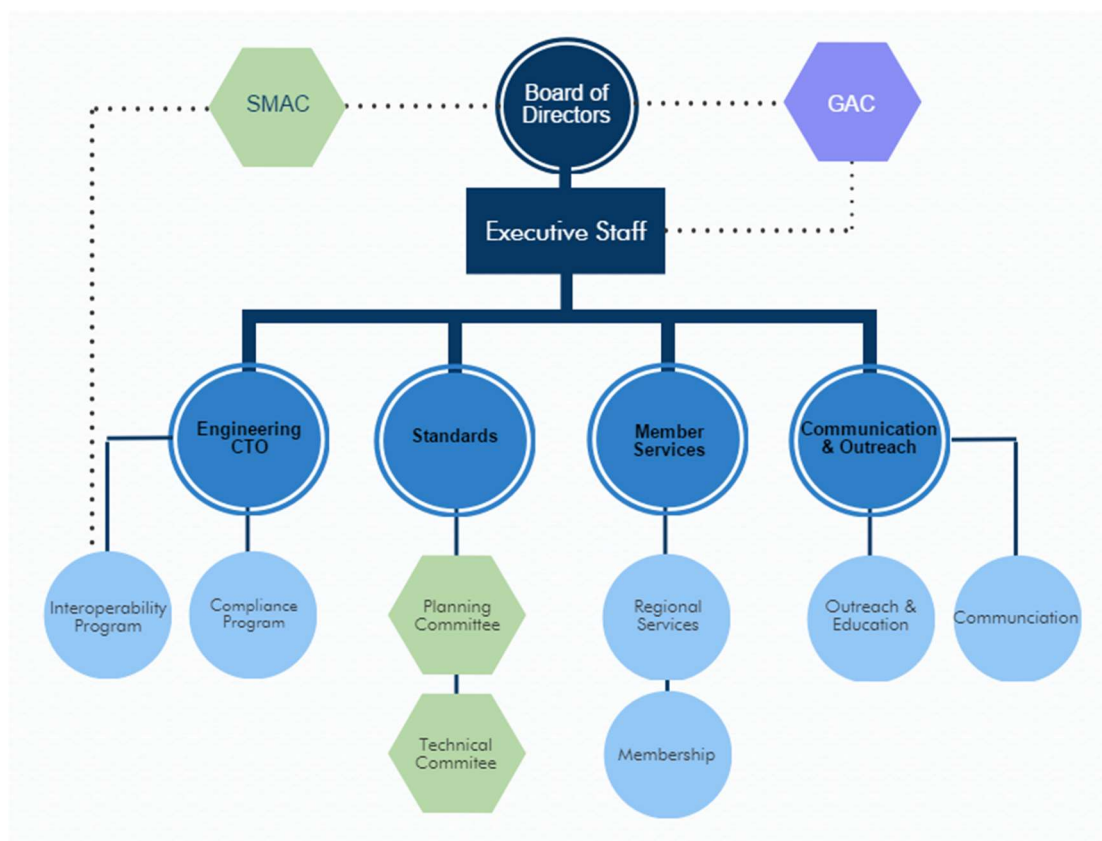 SMAC
Board of
Directors
GAC
Executive Staff
Engineering
CTO
Standards
Member
Services
Communication
& Outreach
Interoperability
Program
Compliance
Program
Planning
Committee
Regional
Services
Outreach &
Education
Communciation
Technical
Commitee
Membership